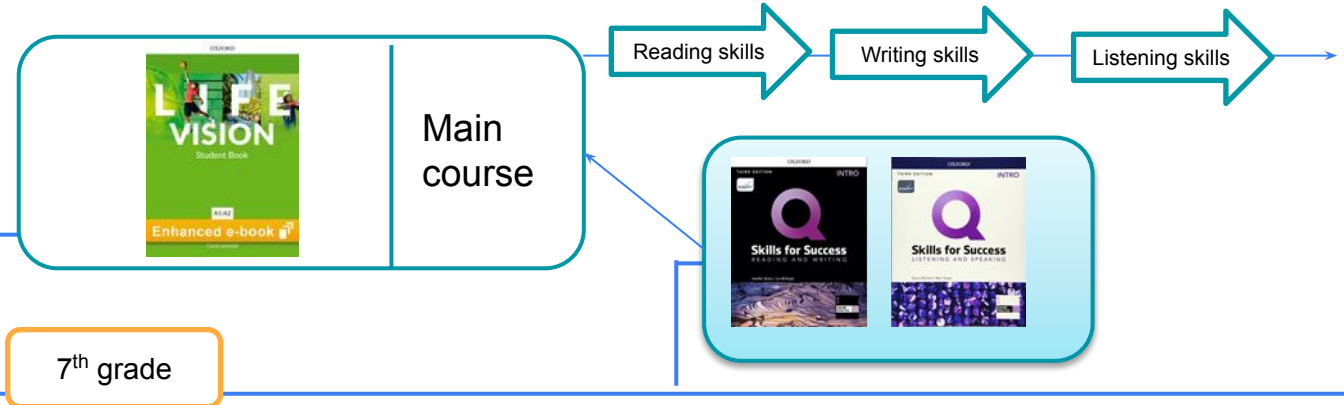 OXFORD
LIFE
VISION
Student Book
A1/A2
Enhanced e-book
Main
course
Reading skills
Writing skills
Listening skills
OXFORD
THIRD EDITION
INTRO
Q
Skills for Success
READING AND WRITING
OXFORD
THIRD EDITION
INTRO
Q
Skills for Success
LISTENING AND SPEAKING
7th grade